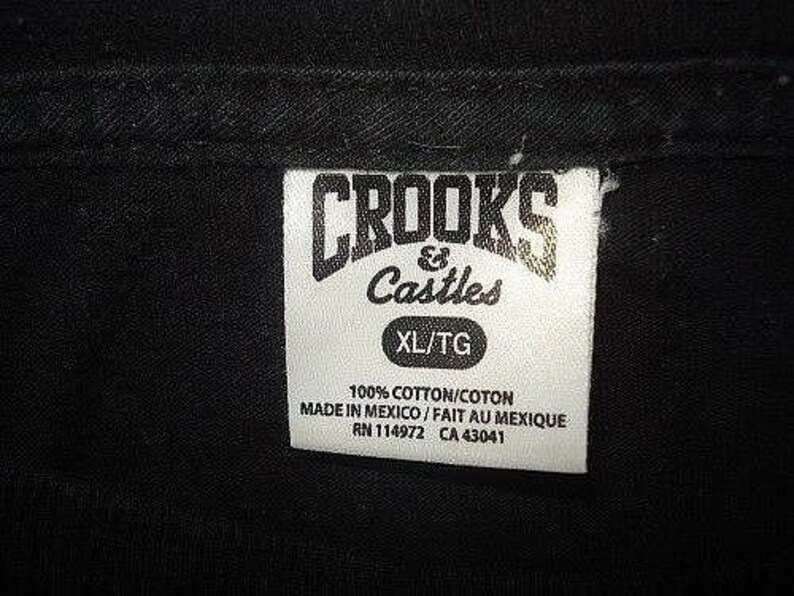 CROOKS
&
Castles
XL/TG
100% COTTON/COTON
MADE IN MEXICO / FAIT AU MEXIQUE
RN 114972 CA 43041